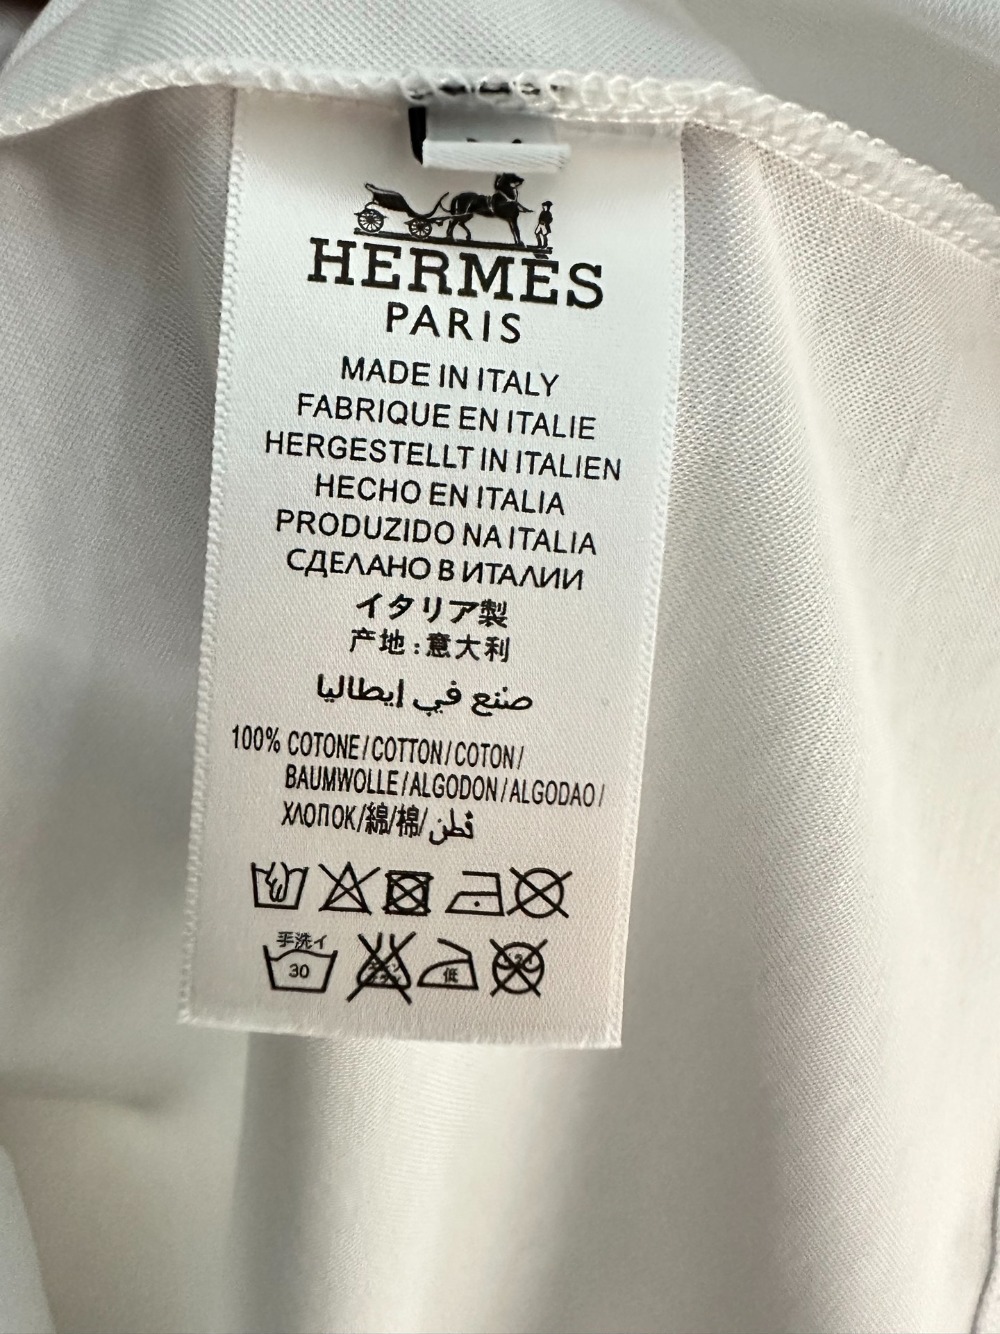 HERMES
PARIS
MADE IN ITALY
FABRIQUE EN ITALIE
HERGESTELLT IN ITALIEN
HECHO EN ITALIA
PRODUZIDO NA ITALIA
СДЕЛАНО В ИТАЛИИ
イタリア製
产地:意大利
صنع في إيطاليا
100% COTONE/COTTON/COTON/
BAUMWOLLE/ALGODON/ALGODAO/
ХЛОПОК/綿/棉/قطن
手洗イ
30
低